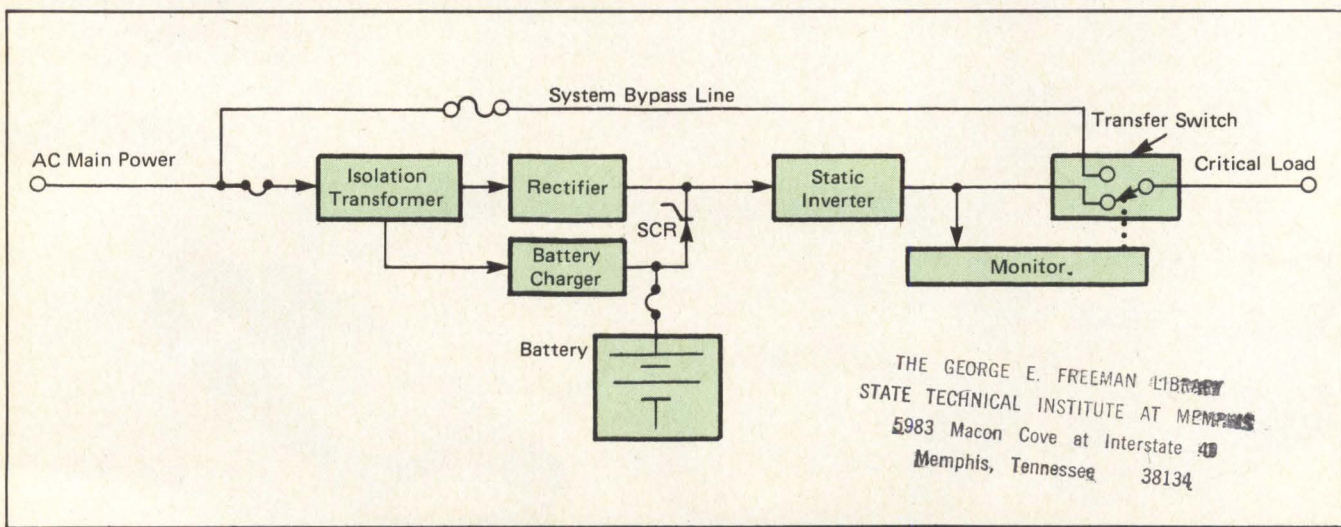 System Bypass Line
Transfer Switch
AC Main Power
Critical Load
Isolation
Transformer
Rectifier
Static
Inverter
SCR
Battery
Charger
Monitor.
Battery
THE GEORGE E. FREEMAN LIBRARY
STATE TECHNICAL INSTITUTE AT MEMPHIS
5983 Macon Cove at Interstate
Memphis, Tennessee 38134